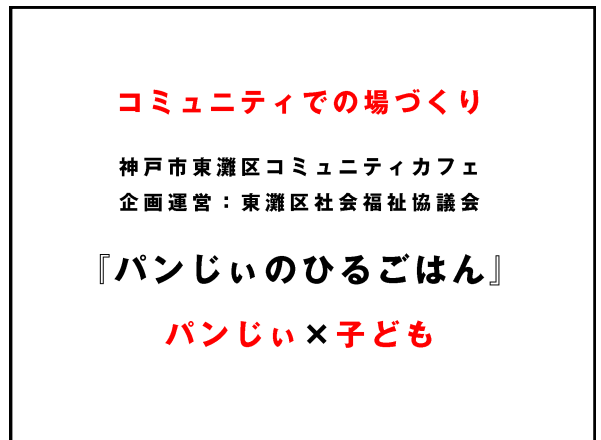 コミュニティでの場づくり
神戸市東灘区コミュニティカフェ
企画運営：東灘区社会福祉協議会
『パンじぃのひるごはん』
パンじぃ×子ども